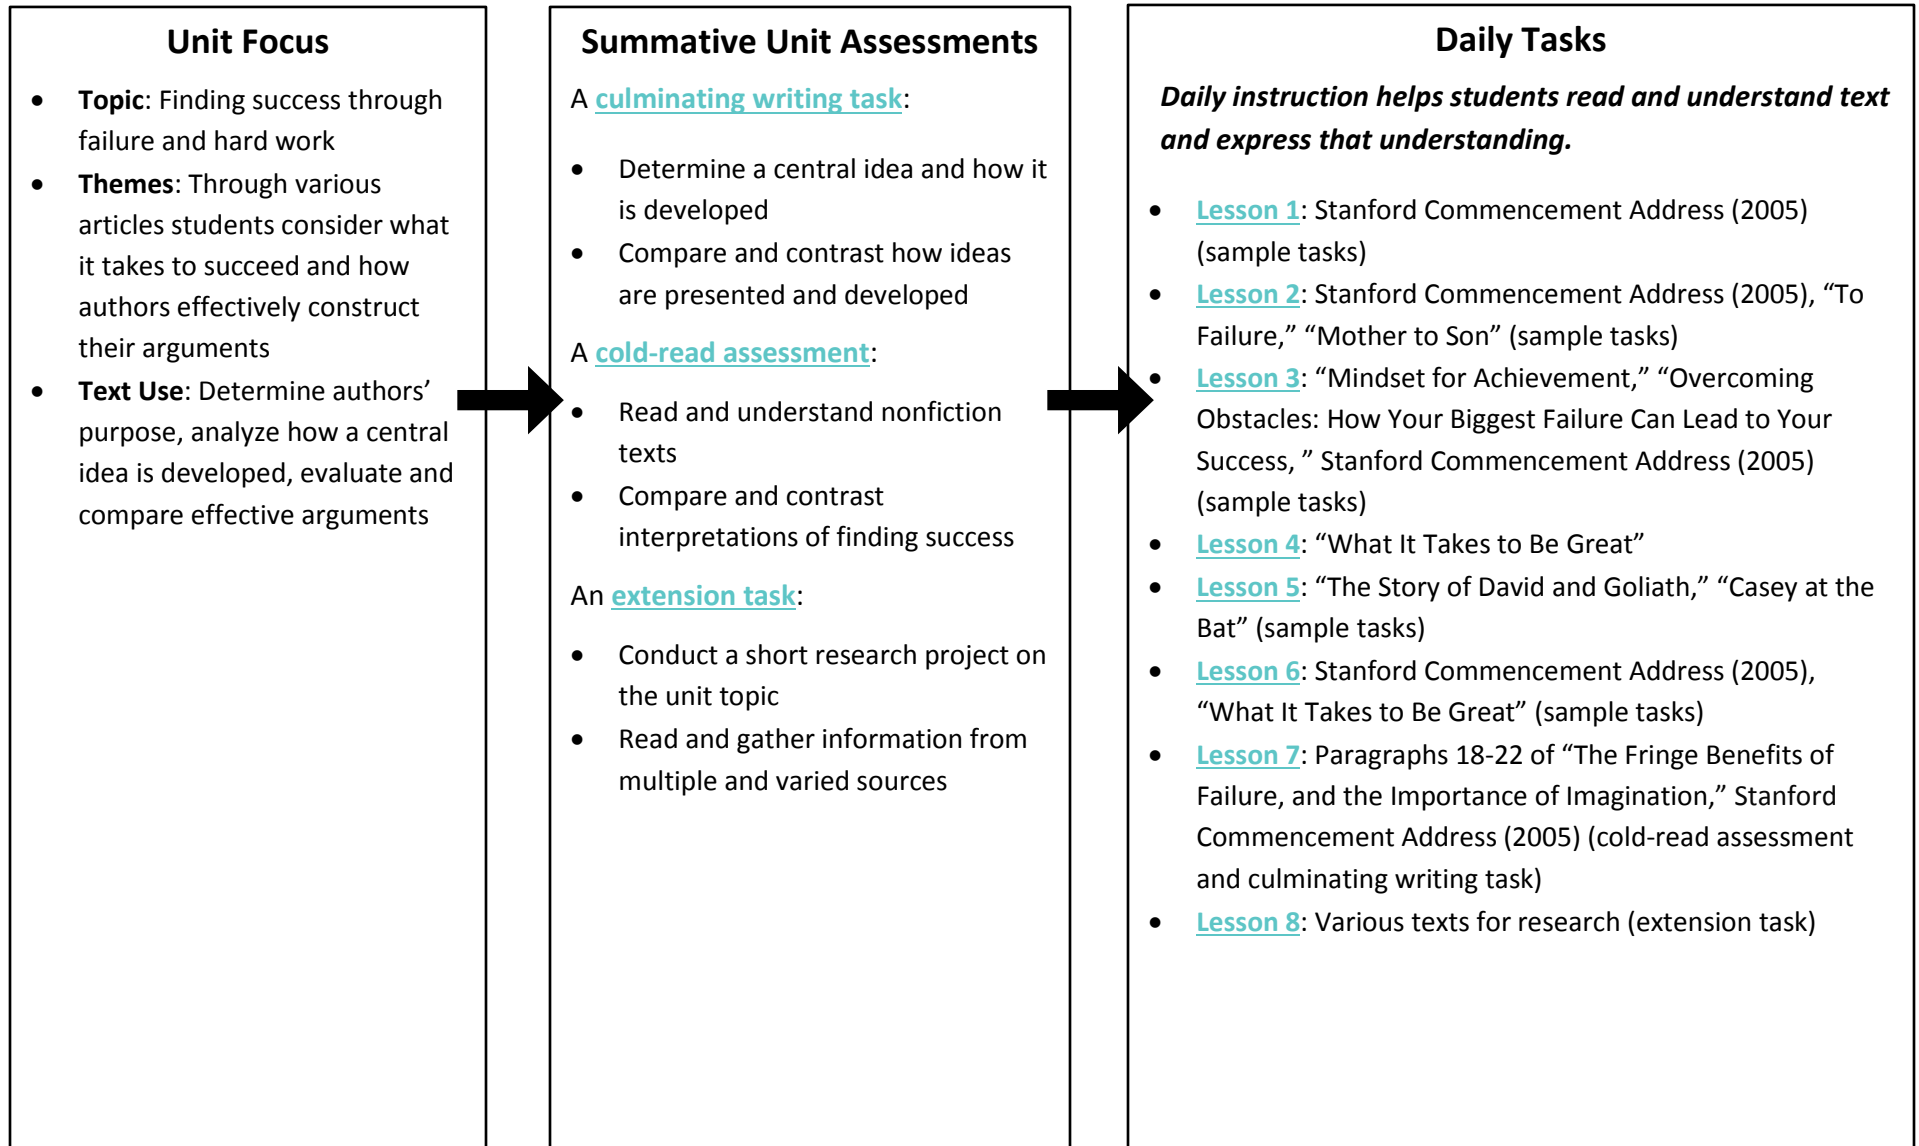 Unit Focus
• Topic: Finding success through
failure and hard work
• Themes: Through various
articles students consider what
it takes to succeed and how
authors effectively construct
their arguments
• Text Use: Determine authors’
purpose, analyze how a central
idea is developed, evaluate and
compare effective arguments
Summative Unit Assessments
A culminating writing task:
• Determine a central idea and how it
is developed
• Compare and contrast how ideas
are presented and developed
A cold-read assessment:
• Read and understand nonfiction
texts
• Compare and contrast
interpretations of finding success
An extension task:
• Conduct a short research project on
the unit topic
• Read and gather information from
multiple and varied sources
Daily Tasks
Daily instruction helps students read and understand text
and express that understanding.
• Lesson 1: Stanford Commencement Address (2005)
(sample tasks)
• Lesson 2: Stanford Commencement Address (2005), “To
Failure,” “Mother to Son” (sample tasks)
• Lesson 3: “Mindset for Achievement,” “Overcoming
Obstacles: How Your Biggest Failure Can Lead to Your
Success, ” Stanford Commencement Address (2005)
(sample tasks)
• Lesson 4: “What It Takes to Be Great”
• Lesson 5: “The Story of David and Goliath,” “Casey at the
Bat” (sample tasks)
• Lesson 6: Stanford Commencement Address (2005),
“What It Takes to Be Great” (sample tasks)
• Lesson 7: Paragraphs 18-22 of “The Fringe Benefits of
Failure, and the Importance of Imagination,” Stanford
Commencement Address (2005) (cold-read assessment
and culminating writing task)
• Lesson 8: Various texts for research (extension task)